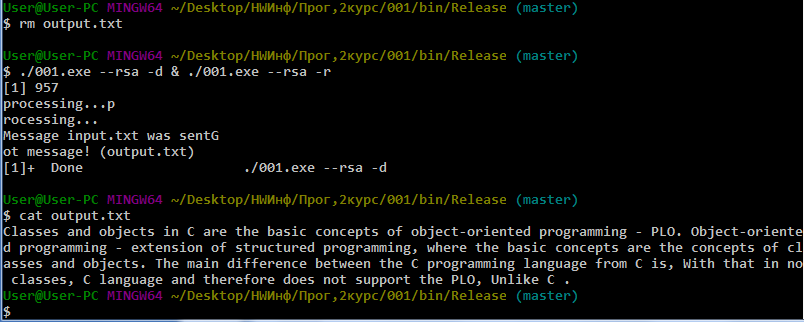 User@User-PC MINGW64 ~/Desktop/HWИнф/Прог,2курс/001/bin/Release (master)
$ rm output.txt
User@User-PC MINGW64 ~/Desktop/HWИнф/Прог,2курс/001/bin/Release (master)
$ ./001.exe --rsa -d & ./001.exe --rsa -r
[1] 957
processing...p
rocessing...
Message input.txt was sentG
ot message! (output.txt)
[1]+  Done                    ./001.exe --rsa -d
User@User-PC MINGW64 ~/Desktop/HWИнф/Прог,2курс/001/bin/Release (master)
$ cat output.txt
Classes and objects in C are the basic concepts of object-oriented programming - PLO. Object-oriente
d programming - extension of structured programming, where the basic concepts are the concepts of cl
asses and objects. The main difference between the C programming language from C is, With that in no
 classes, C language and therefore does not support the PLO, Unlike C .
User@User-PC MINGW64 ~/Desktop/HWИнф/Прог,2курс/001/bin/Release (master)
$